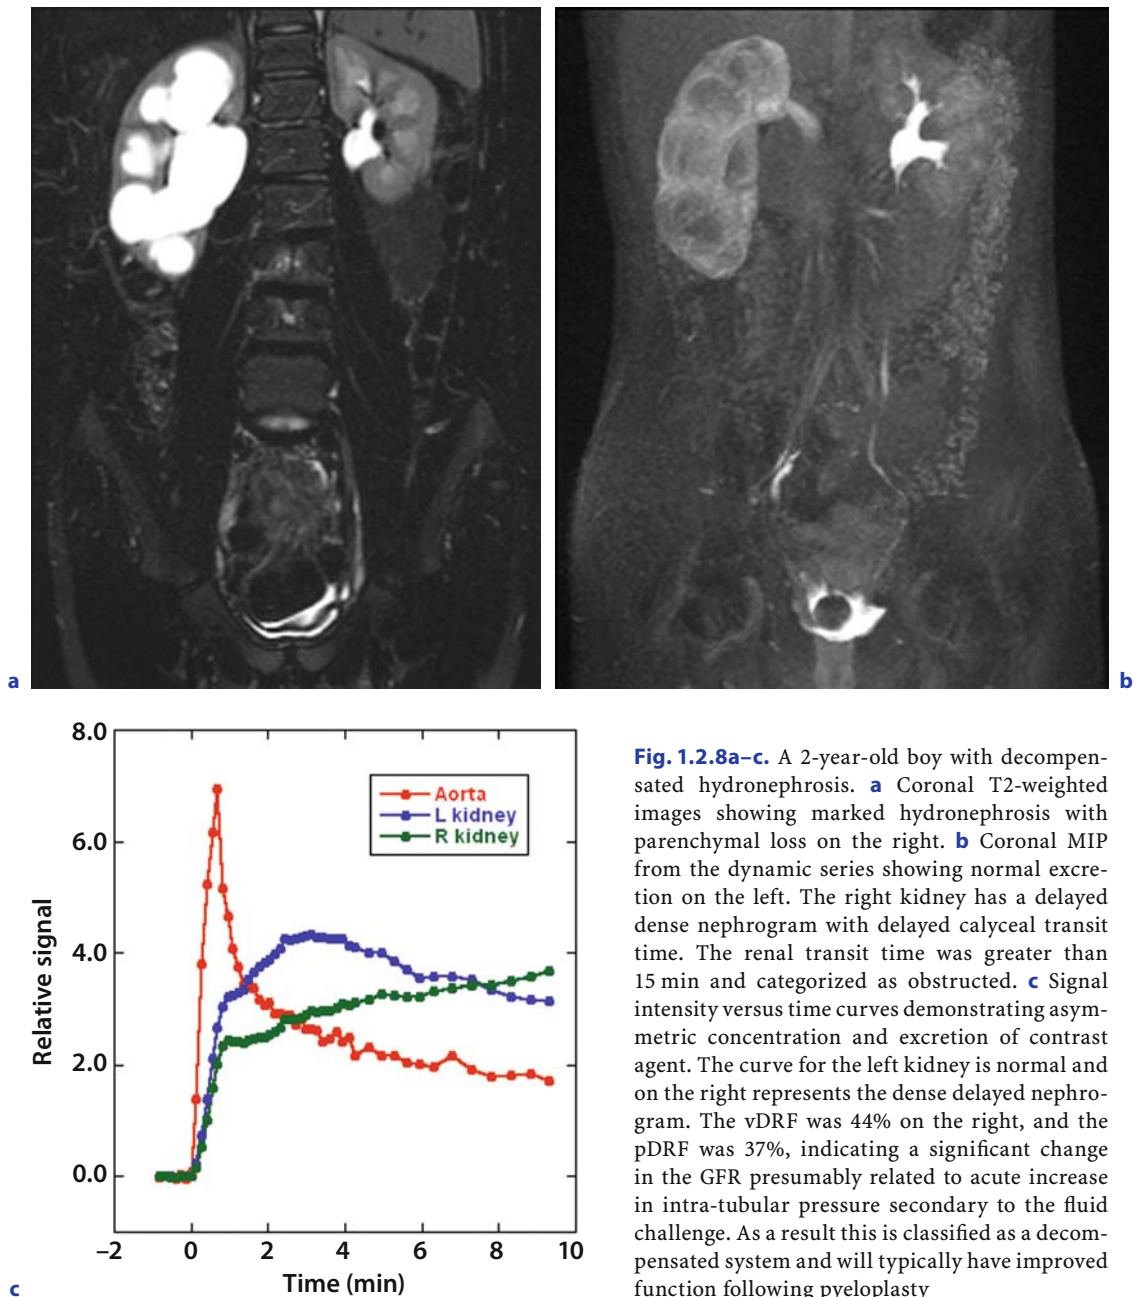 a
b
8.0
6.0
4.0
2.0
0.0
–2
0
2
4
6
8
10
Relative signal
Time (min)
Aorta
L kidney
R kidney
c
Fig. 1.2.8a–c. A 2-year-old boy with decompen-
sated hydronephrosis. a Coronal T2-weighted
images showing marked hydronephrosis with
parenchymal loss on the right. b Coronal MIP
from the dynamic series showing normal excre-
tion on the left. The right kidney has a delayed
dense nephrogram with delayed calyceal transit
time. The renal transit time was greater than
15 min and categorized as obstructed. c Signal
intensity versus time curves demonstrating asym-
metric concentration and excretion of contrast
agent. The curve for the left kidney is normal and
on the right represents the dense delayed nephro-
gram. The vDRF was 44% on the right, and the
pDRF was 37%, indicating a significant change
in the GFR presumably related to acute increase
in intra-tubular pressure secondary to the fluid
challenge. As a result this is classified as a decom-
pensated system and will typically have improved
function following pyeloplasty